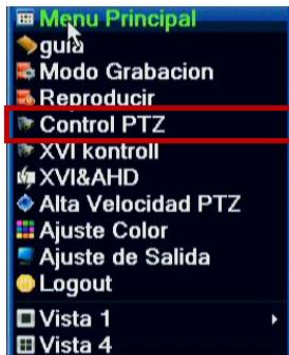 Menu Principal
guia
Modo Grabacion
Reproducir
Control PTZ
XVI kontroll
XVI&AHD
Alta Velocidad PTZ
Ajuste Color
Ajuste de Salida
Logout
Vista 1
Vista 4